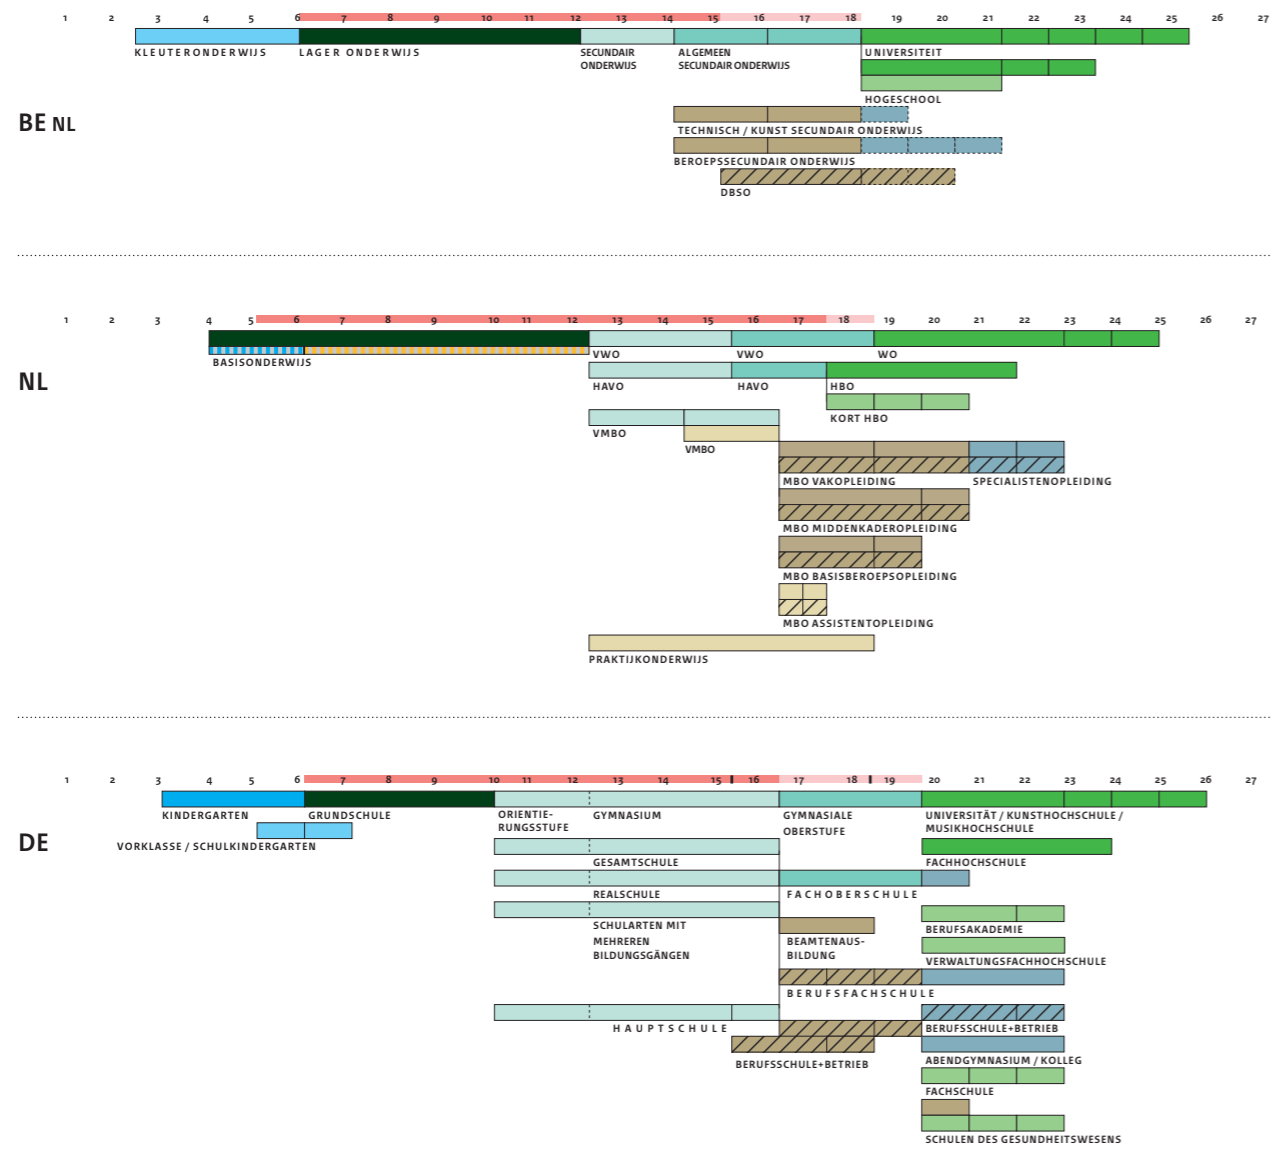 1 2 3 4 5 6 7 8 9 10 11 12 13 14 15 16 17 18 19 20 21 22 23 24 25 26 27
KLEUTERONDERWIJS LAGER ONDERWIJS SECUNDAIR ALGEMEEN UNIVERSITEIT
ONDERWIJS SECUNDAIR ONDERWIJS
HOGESCHOOL
BE NL
TECHNISCH / KUNST SECUNDAIR ONDERWIJS
BEROEPSSECUNDAIR ONDERWIJS
DBSO
1 2 3 4 5 6 7 8 9 10 11 12 13 14 15 16 17 18 19 20 21 22 23 24 25 26 27
VWO VWO WO
BASISONDERWIJS
NL
HAVO HAVO HBO
KORT HBO
VMBO
VMBO
MBO VAKOPLEIDING SPECIALISTENOPLEIDING
MBO MIDDENKADEROPLEIDING
MBO BASISBEROEPSOPLEIDING
MBO ASSISTENTOPLEIDING
PRAKTIJKONDERWIJS
1 2 3 4 5 6 7 8 9 10 11 12 13 14 15 16 17 18 19 20 21 22 23 24 25 26 27
KINDERGARTEN GRUNDSCHULE ORIENTIE- GYMNASIUM GYMNASIALE UNIVERSITÄT / KUNSTHOCHSCHULE /
RUNGSSTUFE OBERSTUFE MUSIKHOCHSCHULE
DE
VORKLASSE / SCHULKINDERGARTEN
GESAMTSCHULE FACHHOCHSCHULE
REALSCHULE FACHOBERSCHULE
SCHULARTEN MIT BERUFSAKADEMIE
MEHREREN BEAMTENAUS-
BILDUNGSGÄNGEN BILDUNG VERWALTUNGSFACHHOCHSCHULE
BERUFSFACHSCHULE
HAUPTSCHULE BERUFSSCHULE+BETRIEB
BERUFSSCHULE+BETRIEB ABENDGYMNASIUM / KOLLEG
FACHSCHULE
SCHULEN DES GESUNDHEITSWESENS